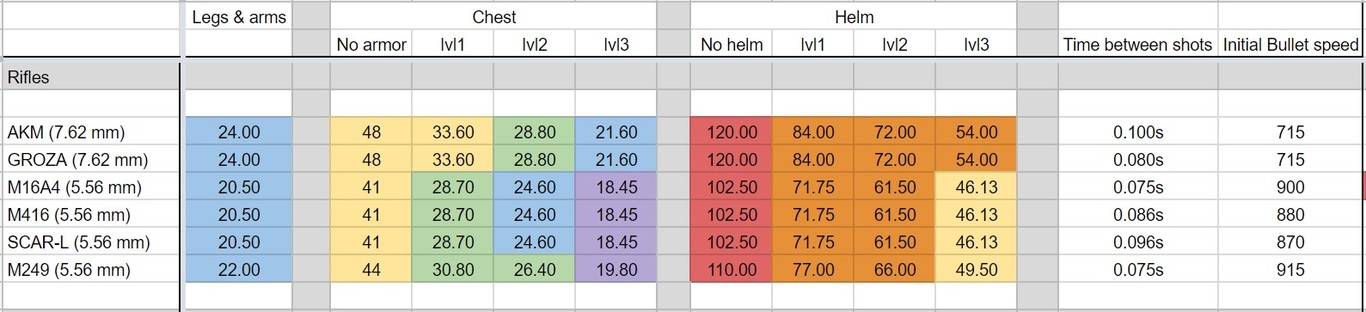 Legs & arms Chest Helm
No armor lvl1 lvl2 lvl3 No helm lvl1 lvl2 lvl3 Time between shots Initial Bullet speed
Rifles
AKM (7.62 mm) 24.00 48 33.60 28.80 21.60 120.00 84.00 72.00 54.00 0.100s 715
GROZA (7.62 mm) 24.00 48 33.60 28.80 21.60 120.00 84.00 72.00 54.00 0.080s 715
M16A4 (5.56 mm) 20.50 41 28.70 24.60 18.45 102.50 71.75 61.50 46.13 0.075s 900
M416 (5.56 mm) 20.50 41 28.70 24.60 18.45 102.50 71.75 61.50 46.13 0.086s 880
SCAR-L (5.56 mm) 20.50 41 28.70 24.60 18.45 102.50 71.75 61.50 46.13 0.096s 870
M249 (5.56 mm) 22.00 44 30.80 26.40 19.80 110.00 77.00 66.00 49.50 0.075s 915